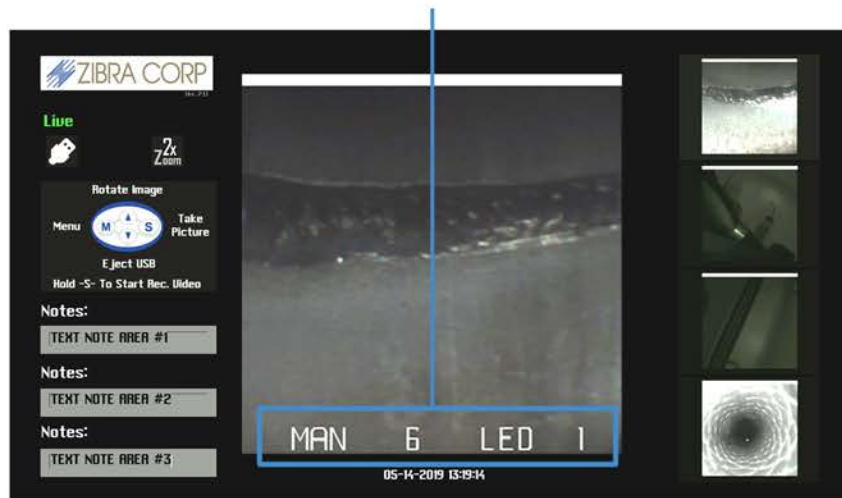 ZIBRA CORP
Live
2x
Zoom
Rotate Image
Menu
M
S
Take
Picture
Eject USB
Hold -S- To Start Rec. Video
Notes:
TEXT NOTE AREA #1
Notes:
TEXT NOTE AREA #2
Notes:
TEXT NOTE AREA #3
MAN 6 LED 1
05-14-2019 13:19:14